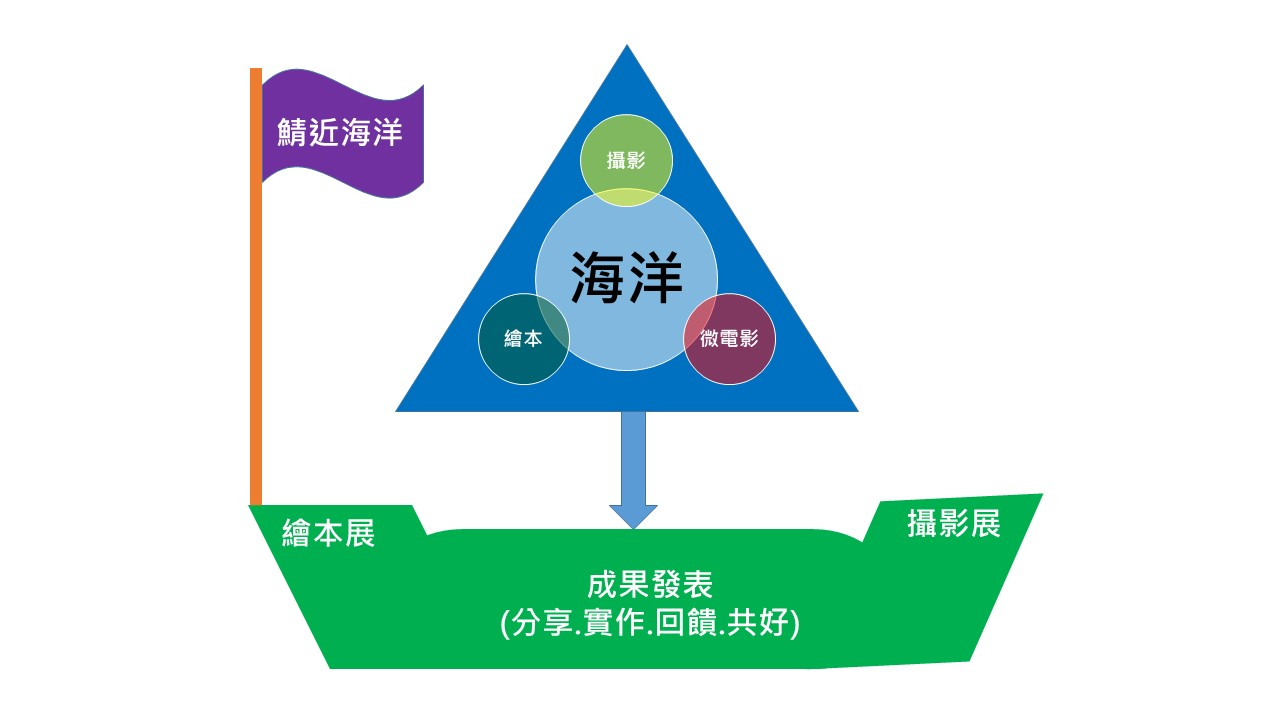 鯖近海洋
攝影
海洋
繪本
微電影
繪本展
攝影展
成果發表
(分享.實作.回饋.共好)